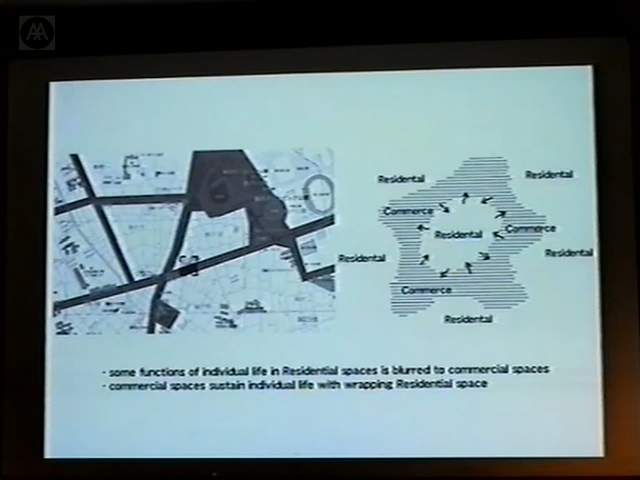 AA
Residental
Residental
Commerce
Commerce
Residental
Residental
Residental
Commerce
Residental
· some functions of individual life in Residential spaces is blurred to commercial spaces
· commercial spaces sustain individual life with wrapping Residential space